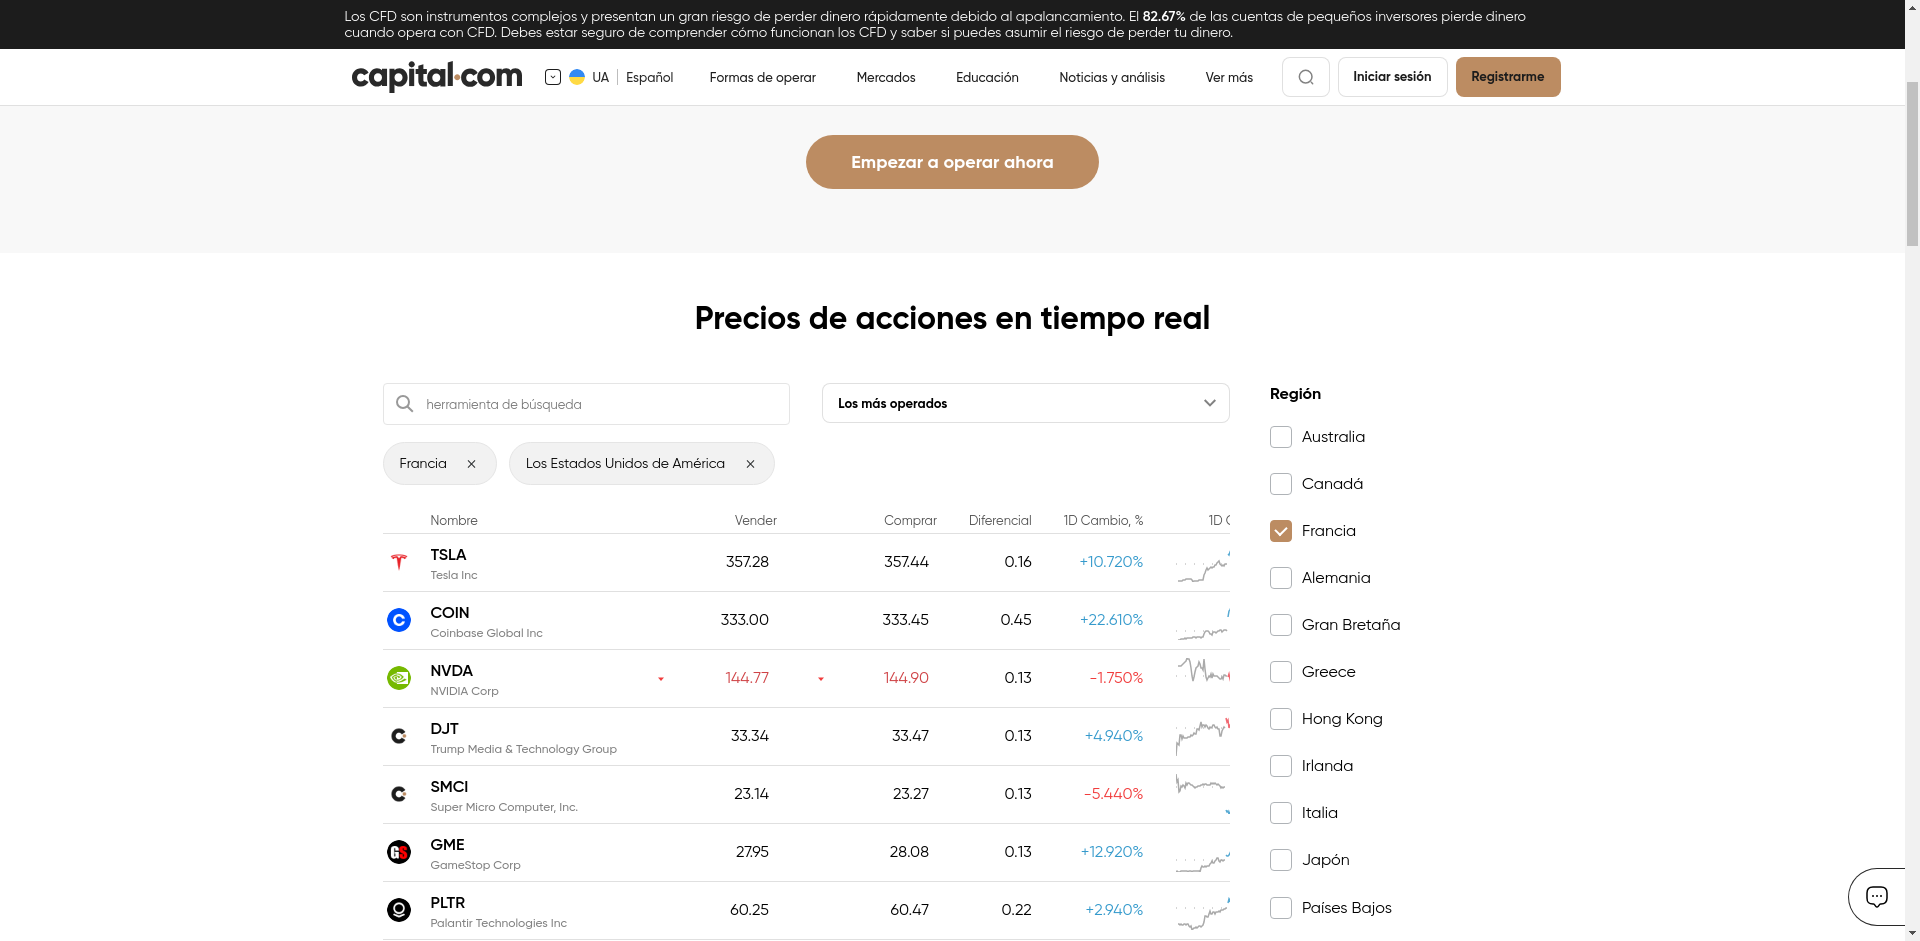 Los CFD son instrumentos complejos y presentan un gran riesgo de perder dinero rápidamente debido al apalancamiento. El 82.67% de las cuentas de pequeños inversores pierde dinero
cuando opera con CFD. Debes estar seguro de comprender cómo funcionan los CFD y saber si puedes asumir el riesgo de perder tu dinero.
capital.com UA Español Formas de operar Mercados Educación Noticias y análisis Ver más Iniciar sesión Registrarme
Empezar a operar ahora
Precios de acciones en tiempo real
herramienta de búsqueda
Los más operados
Francia Los Estados Unidos de América
Nombre Vender Comprar Diferencial 1D Cambio, % 1D
TSLA
Tesla Inc
357.28 357.44 0.16 +10.720%
COIN
Coinbase Global Inc
333.00 333.45 0.45 +22.610%
NVDA
NVIDIA Corp
144.77 144.90 0.13 -1.750%
DJT
Trump Media & Technology Group
33.34 33.47 0.13 +4.940%
SMCI
Super Micro Computer, Inc.
23.14 23.27 0.13 -5.440%
GS
GME
GameStop Corp
27.95 28.08 0.13 +12.920%
PLTR
Palantir Technologies Inc
60.25 60.47 0.22 +2.940%
Región
Australia
Canadá
Francia
Alemania
Gran Bretaña
Greece
Hong Kong
Irlanda
Italia
Japón
Países Bajos